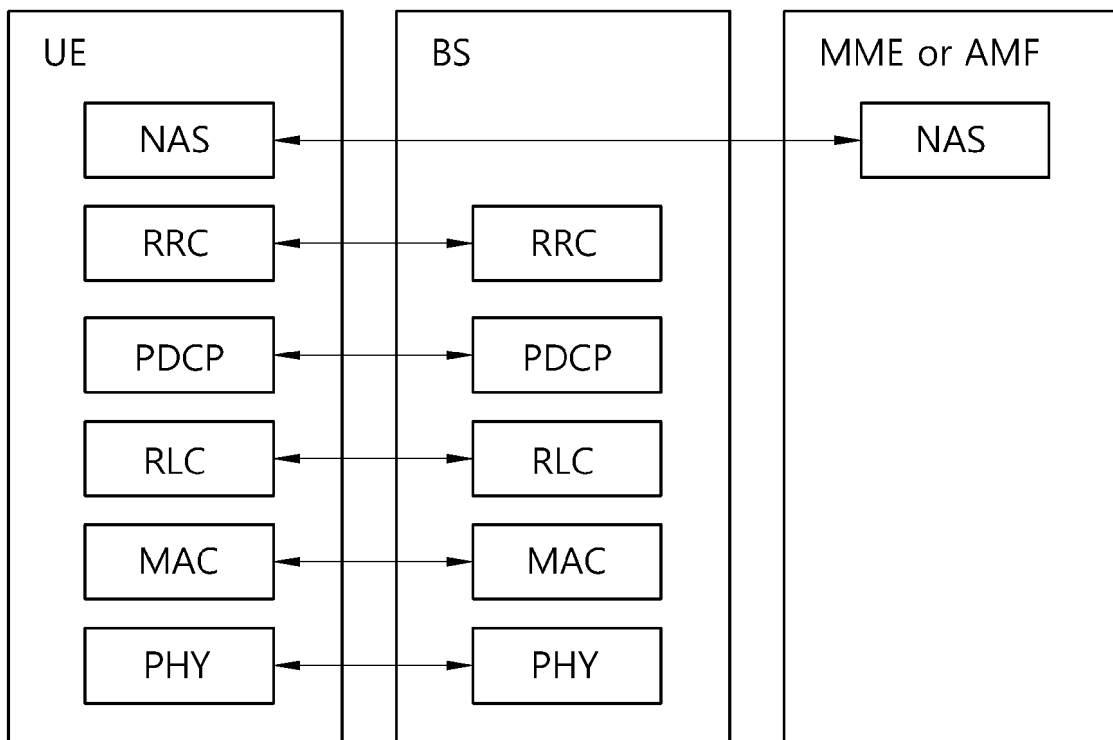 UE BS MME or AMF
NAS NAS
RRC RRC
PDCP PDCP
RLC RLC
MAC MAC
PHY PHY